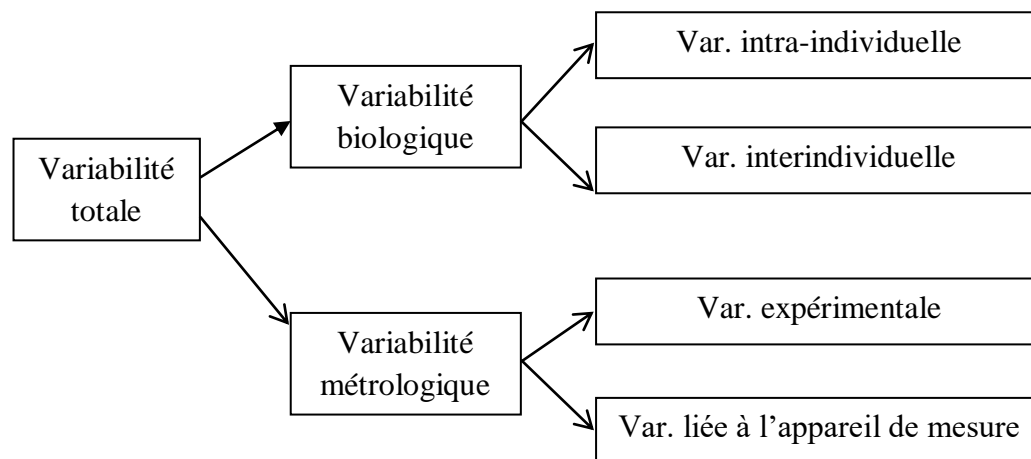 Variabilité
totale
Variabilité
biologique
Var. intra-individuelle
Var. interindividuelle
Variabilité
métrologique
Var. expérimentale
Var. liée à l’appareil de mesure